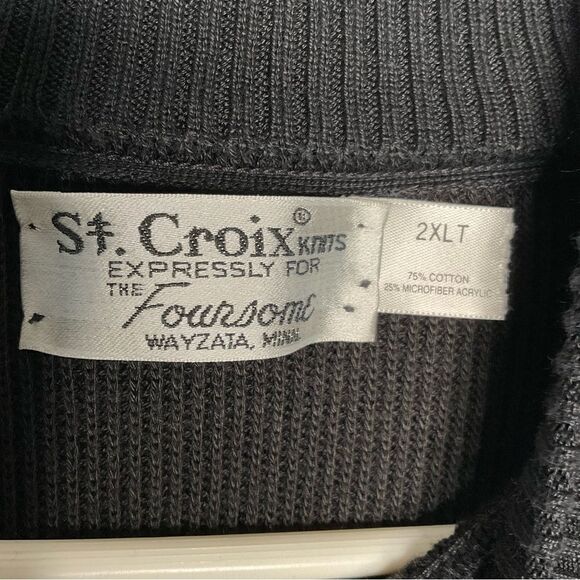 St. Croix® KNITS
EXPRESSLY FOR
THE Foursome
WAYZATA, MINN.
2XLT
75% COTTON
25% MICROFIBER ACRYLIC